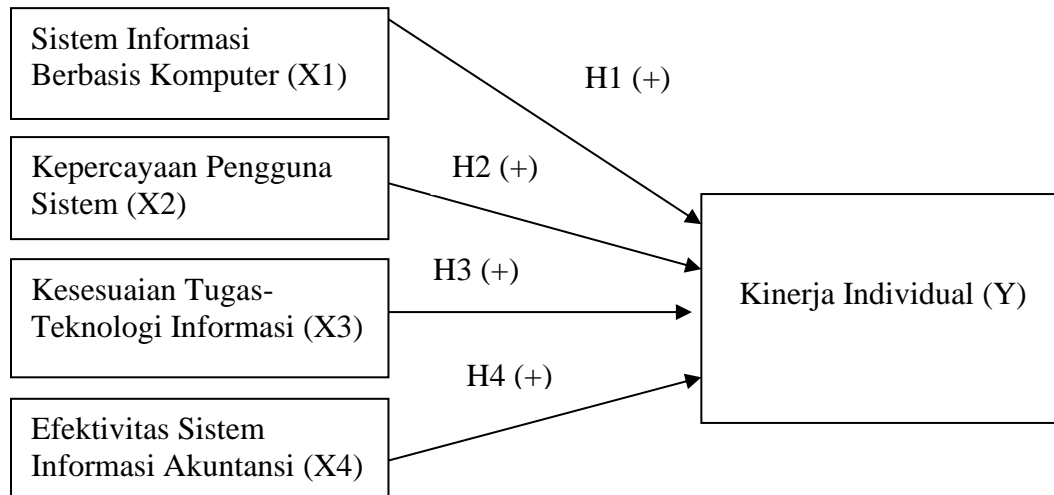 Sistem Informasi
Berbasis Komputer (X1)
H1 (+)
Kepercayaan Pengguna
Sistem (X2)
H2 (+)
Kesesuaian Tugas-
Teknologi Informasi (X3)
H3 (+)
Kinerja Individual (Y)
Efektivitas Sistem
Informasi Akuntansi (X4)
H4 (+)